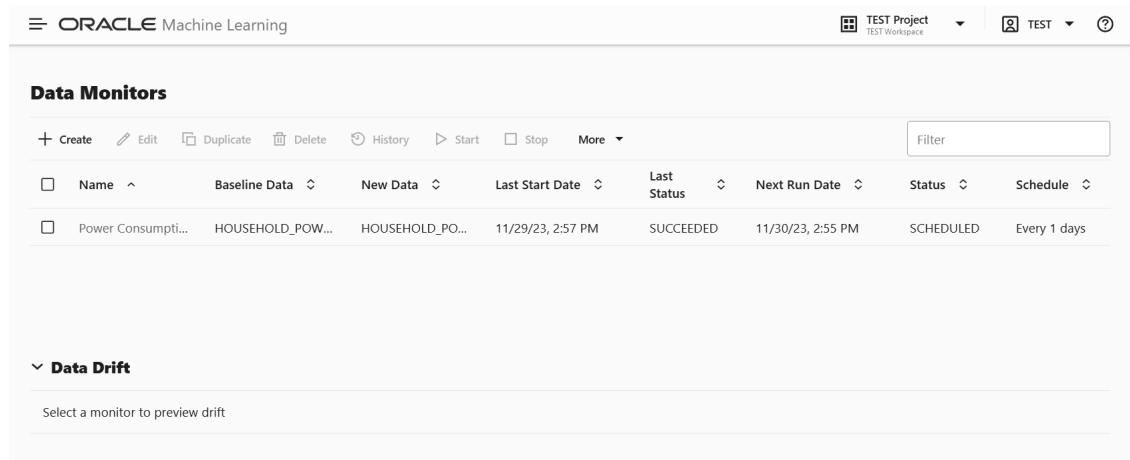 ORACLE Machine Learning
TEST Project
TEST Workspace
TEST
Data Monitors
Create Edit Duplicate Delete History Start Stop More Filter
Name Baseline Data New Data Last Start Date Last Status Next Run Date Status Schedule
Power Consumpti... HOUSEHOLD_POW... HOUSEHOLD_PO... 11/29/23, 2:57 PM SUCCEEDED 11/30/23, 2:55 PM SCHEDULED Every 1 days
Data Drift
Select a monitor to preview drift